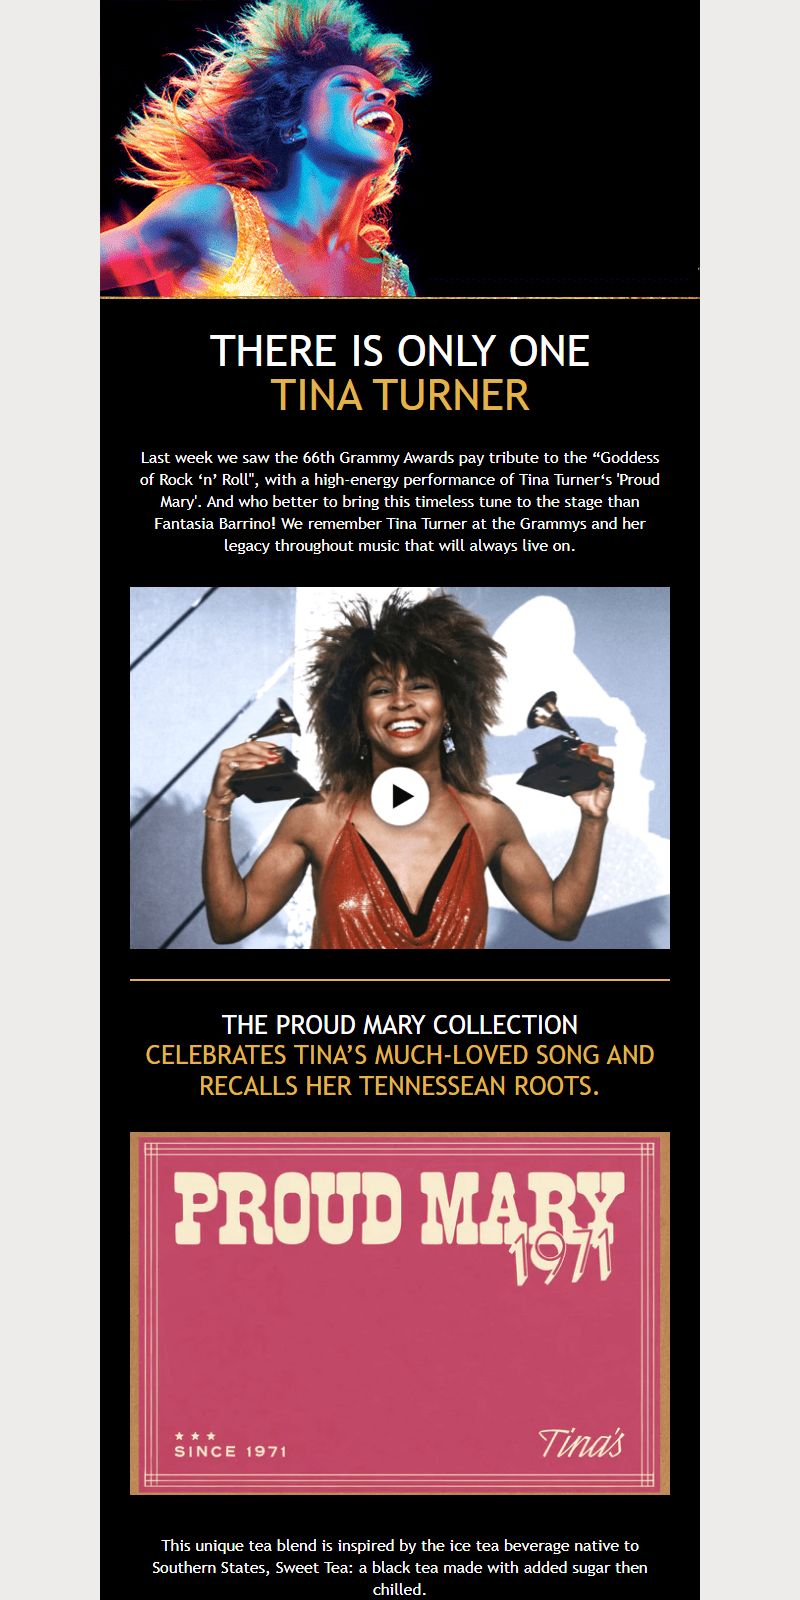 THERE IS ONLY ONE
TINA TURNER
Last week we saw the 66th Grammy Awards pay tribute to the “Goddess
of Rock ‘n’ Roll", with a high-energy performance of Tina Turner‘s 'Proud
Mary'. And who better to bring this timeless tune to the stage than
Fantasia Barrino! We remember Tina Turner at the Grammys and her
legacy throughout music that will always live on.
THE PROUD MARY COLLECTION
CELEBRATES TINA’S MUCH-LOVED SONG AND
RECALLS HER TENNESSEAN ROOTS.
PROUD MARY
1971
SINCE 1971
Tina's
This unique tea blend is inspired by the ice tea beverage native to
Southern States, Sweet Tea: a black tea made with added sugar then
chilled.